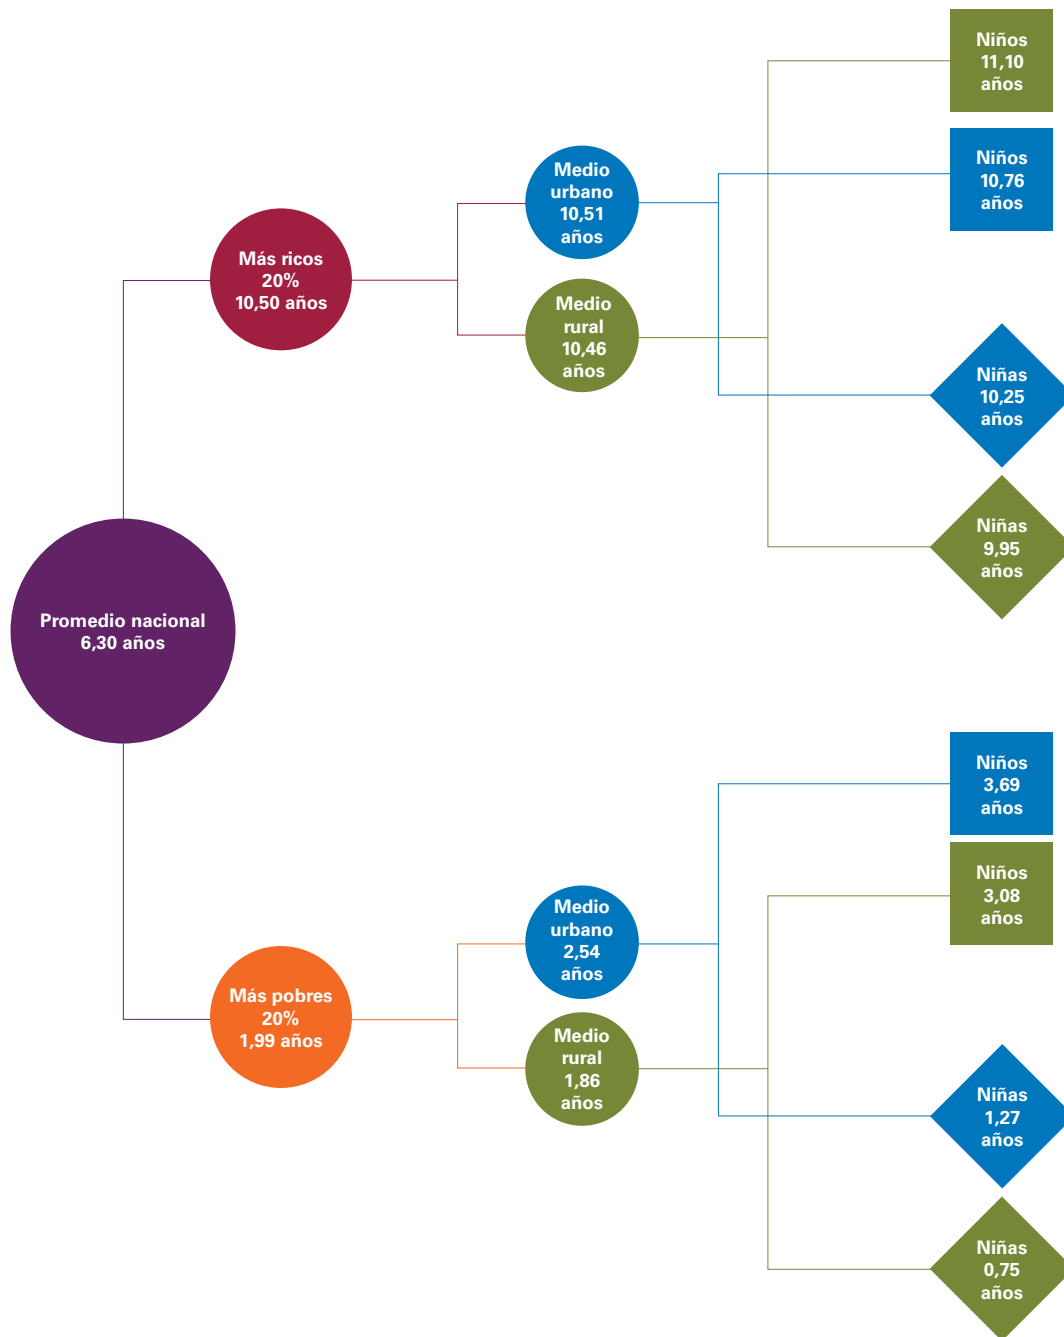 Niños
11,10
años
Niños
10,76
años
Medio
urbano
10,51
años
Más ricos
20%
10,50 años
Medio
rural
10,46
años
Niñas
10,25
años
Niñas
9,95
años
Promedio nacional
6,30 años
Niños
3,69
años
Niños
3,08
años
Medio
urbano
2,54
años
Más pobres
20%
1,99 años
Medio
rural
1,86
años
Niñas
1,27
años
Niñas
0,75
años